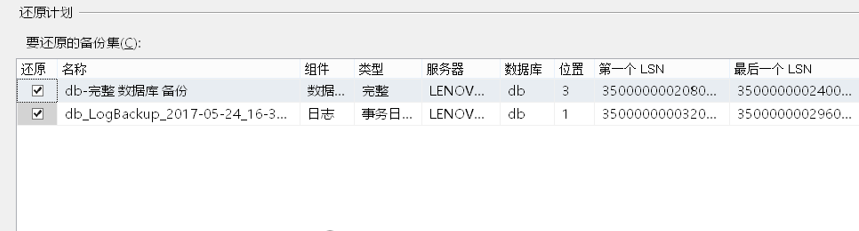 还原计划
要还原的备份集(C):
还原 名称 组件 类型 服务器 数据库 位置 第一个 LSN 最后一个 LSN
db-完整 数据库 备份 数据... 完整 LENOV... db 3 3500000002080... 3500000002400...
db_LogBackup_2017-05-24_16-3... 日志 事务日... LENOV... db 1 3500000000320... 3500000002960...